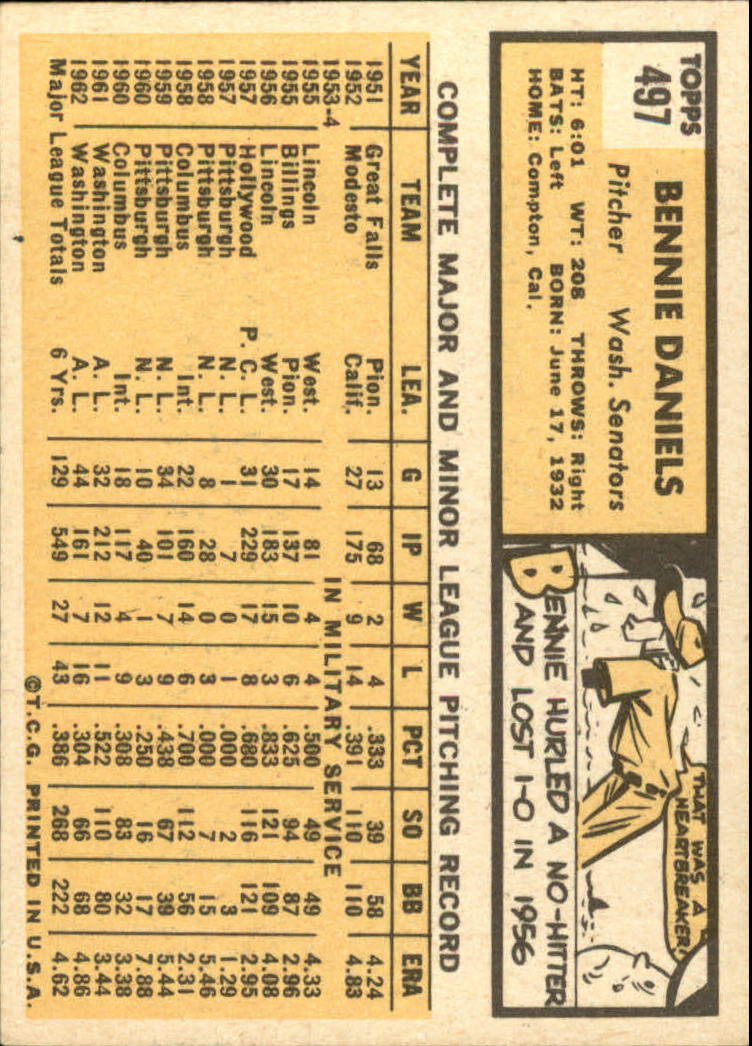 TOPPS
497
BENNIE DANIELS
Pitcher Wash. Senators
HT: 6:01 WT: 208 THROWS: Right
BATS: Left BORN: June 17, 1932
HOME: Compton, Cal.
THAT WAS A
HEARTBREAKER!
BENNIE HURLED A NO-HITTER
AND LOST 1-0 IN 1956
COMPLETE MAJOR AND MINOR LEAGUE PITCHING RECORD
YEAR TEAM LEA. G IP W L PCT SO BB ERA
1951 Great Falls Pion. 13 68 2 4 .333 39 58 4.24
1952 Modesto Calif. 27 175 9 14 .391 110 110 4.83
1953-4 IN MILITARY SERVICE
1955 Lincoln West. 14 81 4 4 .500 49 49 4.33
1955 Billings Pion. 17 137 10 6 .625 94 87 2.96
1956 Lincoln West. 30 183 15 3 .833 121 109 4.08
1957 Hollywood P. C. L. 31 229 17 8 .680 116 121 2.95
1957 Pittsburgh N. L. 1 7 0 1 .000 2 3 1.29
1958 Pittsburgh N. L. 8 28 0 3 .000 7 15 5.46
1958 Columbus Int. 22 160 14 6 .700 112 56 2.31
1959 Pittsburgh N. L. 34 101 7 9 .438 67 39 5.44
1960 Pittsburgh N. L. 10 40 1 3 .250 16 17 7.88
1960 Columbus Int. 18 117 4 9 .308 83 32 3.38
1961 Washington A. L. 32 212 12 11 .522 110 80 3.44
1962 Washington A. L. 44 161 7 16 .304 66 68 4.86
Major League Totals 6 Yrs. 129 549 27 43 .386 268 222 4.62
©T.C.G. PRINTED IN U.S.A.